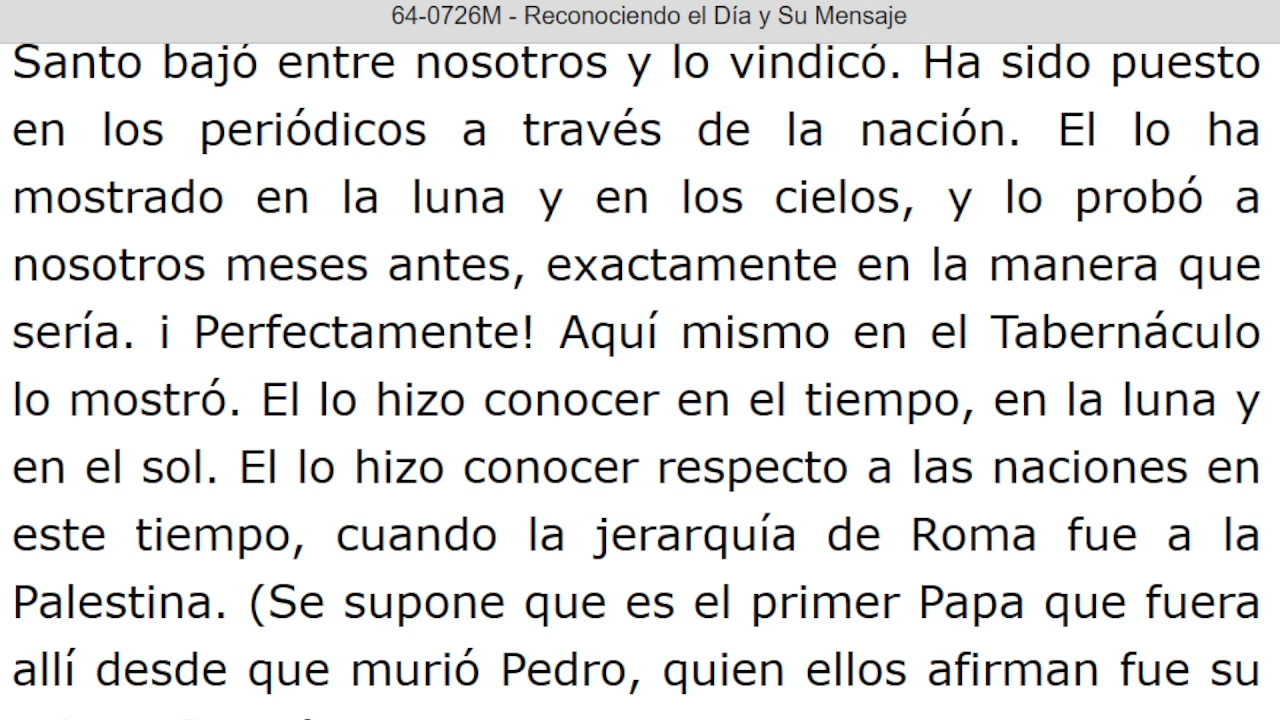 64-0726M - Reconociendo el Día y Su Mensaje
Santo bajó entre nosotros y lo vindicó. Ha sido puesto
en los periódicos a través de la nación. El lo ha
mostrado en la luna y en los cielos, y lo probó a
nosotros meses antes, exactamente en la manera que
sería. i Perfectamente! Aquí mismo en el Tabernáculo
lo mostró. El lo hizo conocer en el tiempo, en la luna y
en el sol. El lo hizo conocer respecto a las naciones en
este tiempo, cuando la jerarquía de Roma fue a la
Palestina. (Se supone que es el primer Papa que fuera
allí desde que murió Pedro, quien ellos afirman fue su